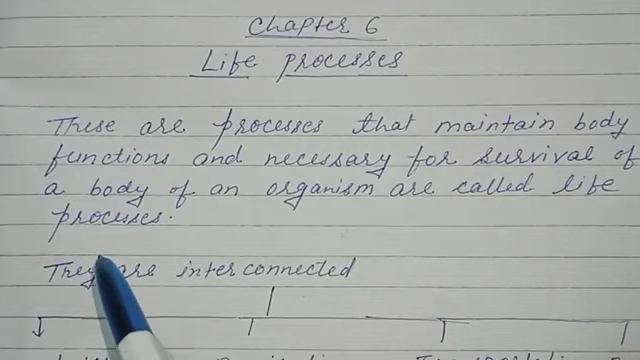 Chapter 6
Life processes
These are processes that maintain body
functions and necessary for survival of
a body of an organism are called life
processes.
They are interconnected